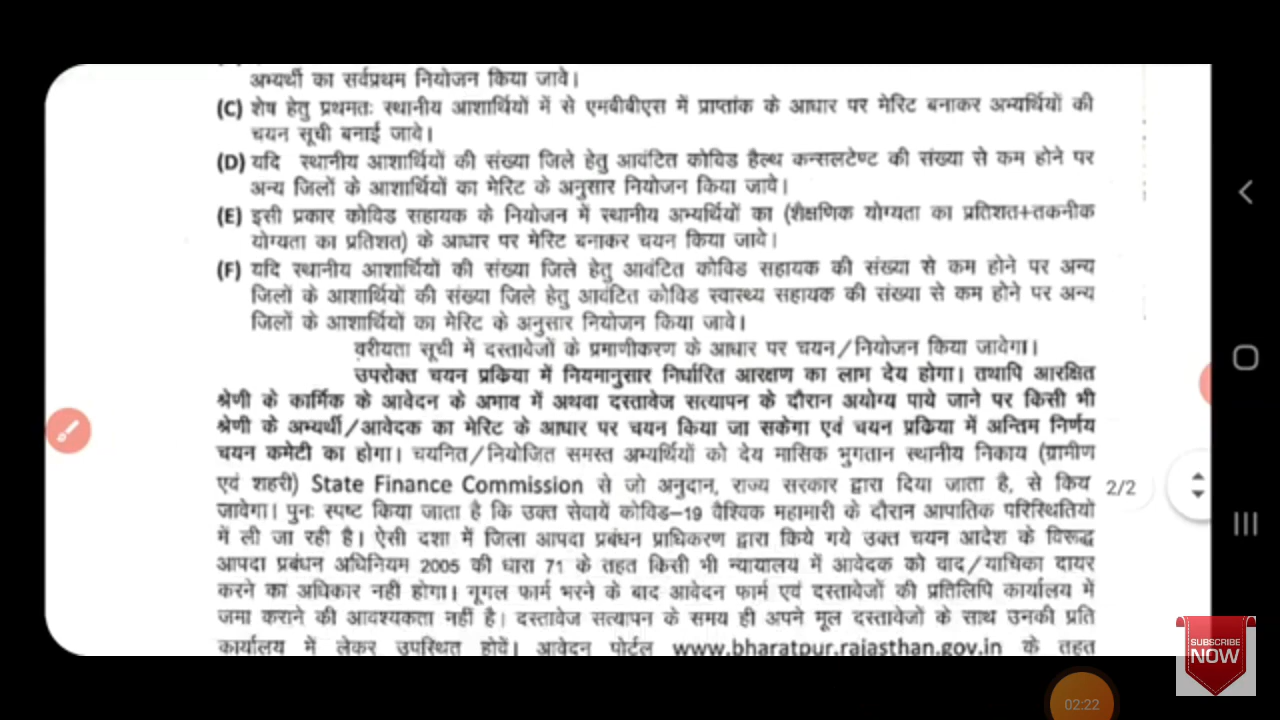 अभ्यर्थी का सर्वप्रथम नियोजन किया जावे।
(C) शेष हेतु प्रथमतः स्थानीय आशार्थियों में से एमबीबीएस में प्राप्तांक के आधार पर मेरिट बनाकर अभ्यर्थियों की
चयन सूची बनाई जावे।
(D) यदि स्थानीय आशार्थियों की संख्या जिले हेतु आवंटित कोविड हैल्थ कन्सलटेण्ट की संख्या से कम होने पर
अन्य जिलों के आशार्थियों का मेरिट के अनुसार नियोजन किया जावे।
(E) इसी प्रकार कोविड सहायक के नियोजन में स्थानीय अभ्यर्थियों का (शैक्षणिक योग्यता का प्रतिशत+तकनीक
योग्यता का प्रतिशत) के आधार पर मेरिट बनाकर चयन किया जावे।
(F) यदि स्थानीय आशार्थियों की संख्या जिले हेतु आवंटित कोविड सहायक की संख्या से कम होने पर अन्य
जिलों के आशार्थियों की संख्या जिले हेतु आवंटित कोविड स्वास्थ्य सहायक की संख्या से कम होने पर अन्य
जिलों के आशार्थियों का मेरिट के अनुसार नियोजन किया जावे।
वरीयता सूची में दस्तावेजों के प्रमाणीकरण के आधार पर चयन/नियोजन किया जावेगा।
उपरोक्त चयन प्रकिया में नियमानुसार निर्धारित आरक्षण का लाभ देय होगा। तथापि आरक्षित
श्रेणी के कार्मिक के आवेदन के अभाव में अथवा दस्तावेज सत्यापन के दौरान अयोग्य पाये जाने पर किसी भी
श्रेणी के अभ्यर्थी/आवेदक का मेरिट के आधार पर चयन किया जा सकेगा एवं चयन प्रकिया में अन्तिम निर्णय
चयन कमेटी का होगा। चयनित/नियोजित समस्त अभ्यर्थियों को देय मासिक भुगतान स्थानीय निकाय (ग्रामीण
एवं शहरी) State Finance Commission से जो अनुदान, राज्य सरकार द्वारा दिया जाता है, से किय
जावेगा। पुनः स्पष्ट किया जाता है कि उक्त सेवायें कोविड–19 वैश्विक महामारी के दौरान आपातिक परिस्थितियो
में ली जा रही है। ऐसी दशा में जिला आपदा प्रबंधन प्राधिकरण द्वारा किये गये उक्त चयन आदेश के विरूद्ध
आपदा प्रबंधन अधिनियम 2005 की धारा 71 के तहत किसी भी न्यायालय में आवेदक को वाद/याचिका दायर
करने का अधिकार नही होगा। गूगल फार्म भरने के बाद आवेदन फार्म एवं दस्तावेजों की प्रतिलिपि कार्यालय में
जमा कराने की आवश्यकता नहीं है। दस्तावेज सत्यापन के समय ही अपने मूल दस्तावेजों के साथ उनकी प्रति
कार्यालय में लेकर उपस्थित होवें। आवेदन पोर्टल www.bharatpur.rajasthan.gov.in के तहत
2/2
SUBSCRIBE
NOW
02:22